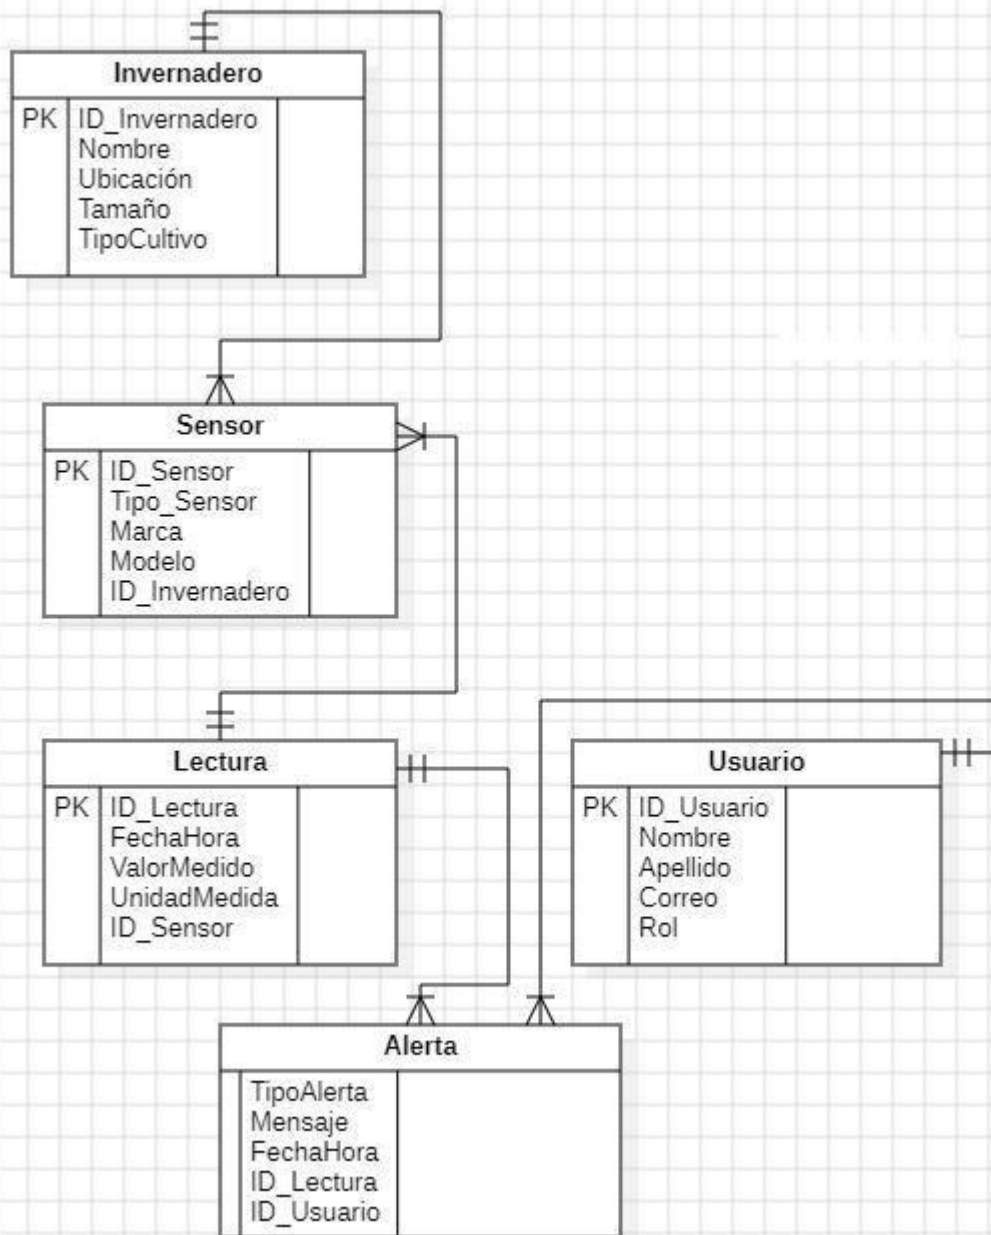 Invernadero
PK ID_Invernadero
Nombre
Ubicación
Tamaño
TipoCultivo
Sensor
PK ID_Sensor
Tipo_Sensor
Marca
Modelo
ID_Invernadero
Lectura
PK ID_Lectura
FechaHora
ValorMedido
UnidadMedida
ID_Sensor
Usuario
PK ID_Usuario
Nombre
Apellido
Correo
Rol
Alerta
TipoAlerta
Mensaje
FechaHora
ID_Lectura
ID_Usuario